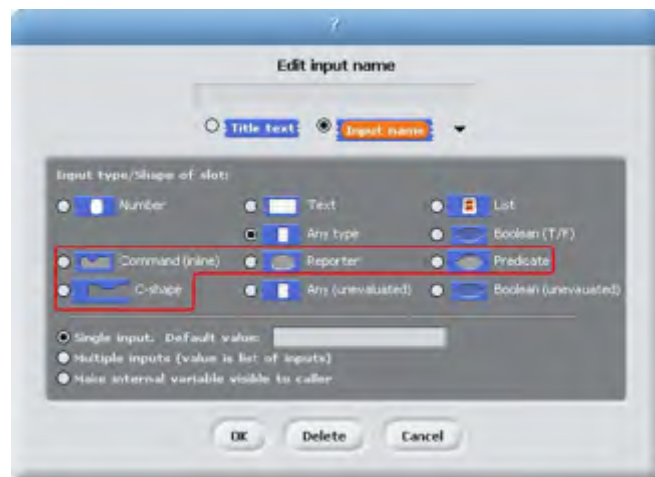 ?
Edit input name
Title text Input name
Input type/Shape of slot:
Number Text List
Any type Boolean (T/F)
Command (inline) Reporter Predicate
C-shape Any (unevaluated) Boolean (unevauated)
Single input. Default value:
Multiple inputs (value is list of inputs)
Make internal variable visible to caller
OK Delete Cancel